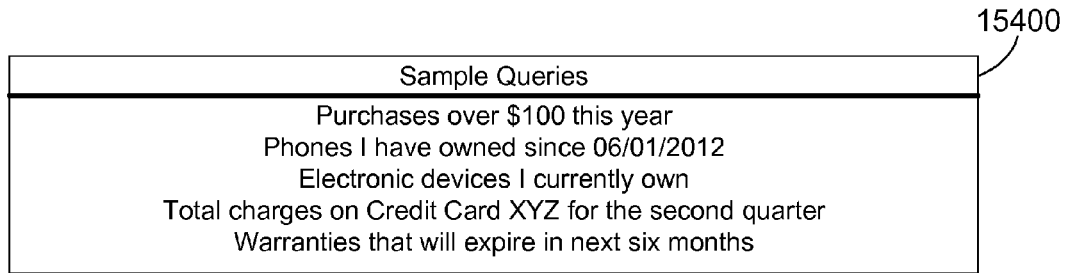 15400
Sample Queries
Purchases over $100 this year
Phones I have owned since 06/01/2012
Electronic devices I currently own
Total charges on Credit Card XYZ for the second quarter
Warranties that will expire in next six months